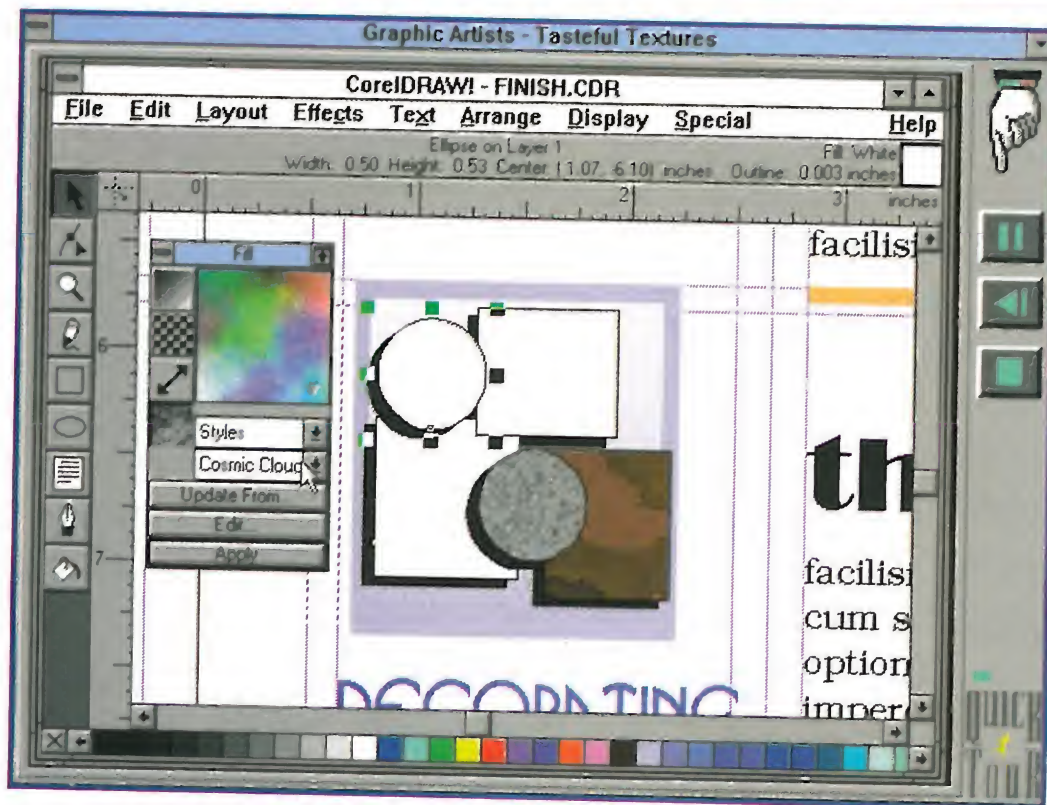 Graphic Artists - Tasteful Textures
CorelDRAW! - FINISH.CDR
File Edit Layout Effects Text Arrange Display Special Help
Ellipse on Layer 1
Width: 0.50 Height: 0.53 Center: (1.07, 6.10) inches Outline: 0.003 inches
Fill: White
0 1 2 3 inches
Fill
facilisi
6
Styles
Cosmic Cloud
Update From
Edit...
Apply
th
7
facilisi
cum s
option
imper
DECORATING
QUICK
TOUR